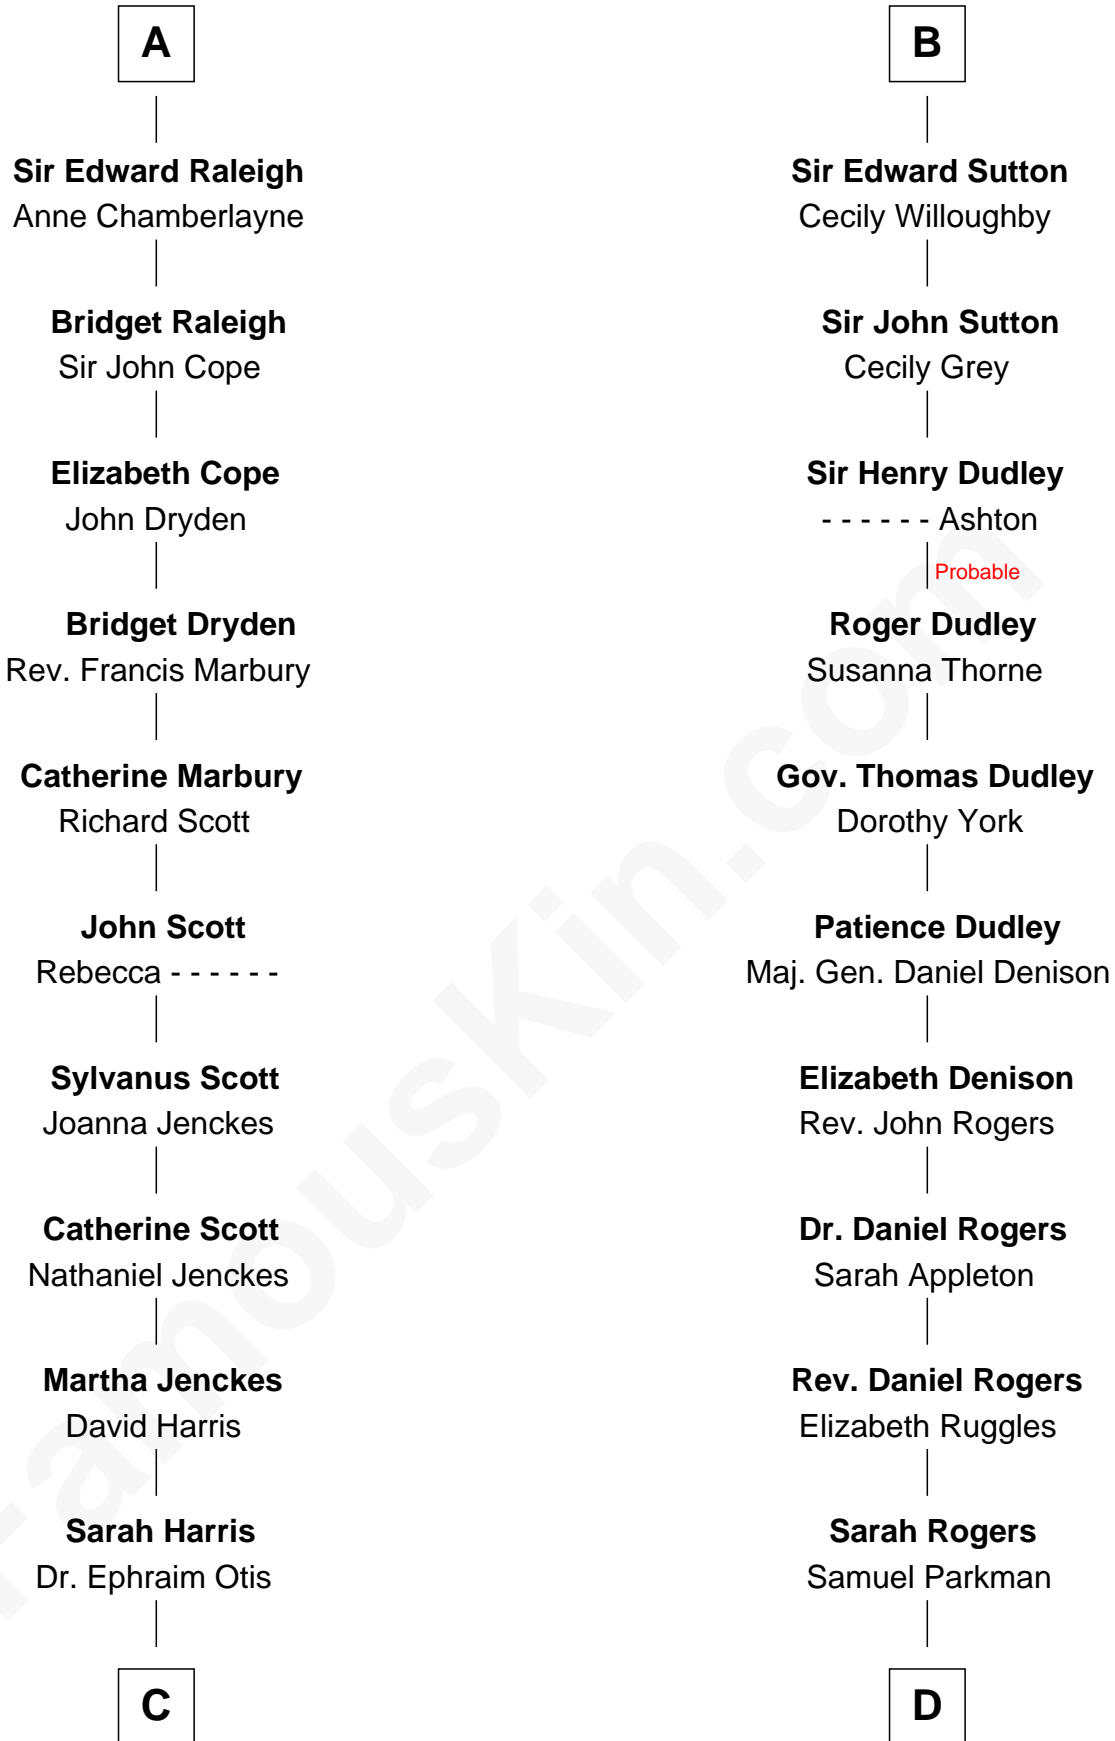 A
Sir Edward Raleigh
Anne Chamberlayne
Bridget Raleigh
Sir John Cope
Elizabeth Cope
John Dryden
Bridget Dryden
Rev. Francis Marbury
Catherine Marbury
Richard Scott
John Scott
Rebecca - - - - - -
Sylvanus Scott
Joanna Jenckes
Catherine Scott
Nathaniel Jenckes
Martha Jenckes
David Harris
Sarah Harris
Dr. Ephraim Otis
C
B
Sir Edward Sutton
Cecily Willoughby
Sir John Sutton
Cecily Grey
Sir Henry Dudley
- - - - - - Ashton
Probable
Roger Dudley
Susanna Thorne
Gov. Thomas Dudley
Dorothy York
Patience Dudley
Maj. Gen. Daniel Denison
Elizabeth Denison
Rev. John Rogers
Dr. Daniel Rogers
Sarah Appleton
Rev. Daniel Rogers
Elizabeth Ruggles
Sarah Rogers
Samuel Parkman
D
FamousKin.com